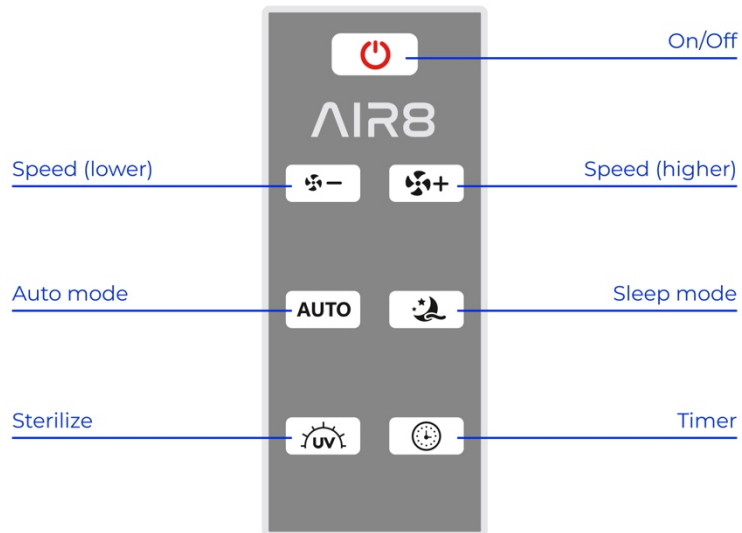 On/Off
AIR8
Speed (lower)
Speed (higher)
Auto mode
AUTO
Sleep mode
Sterilize
UV
Timer